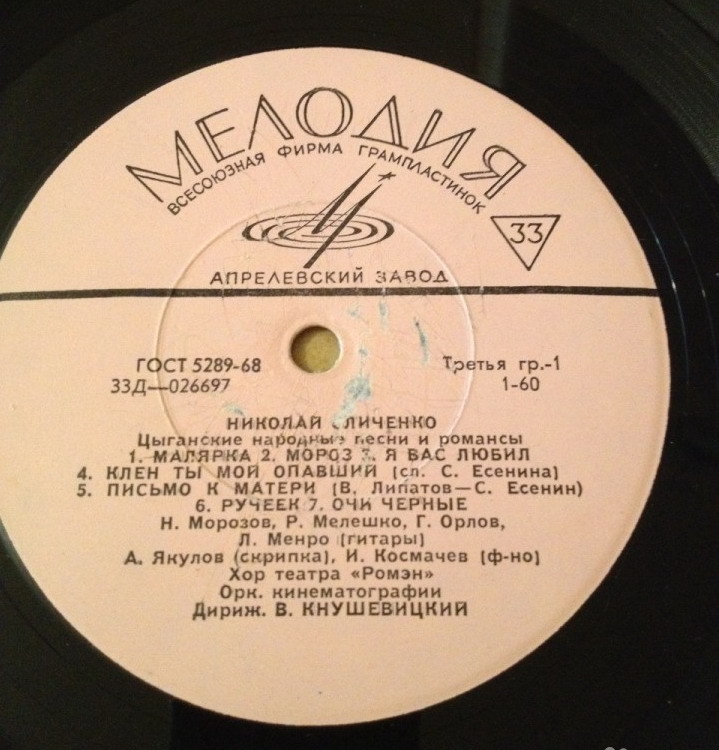 МЕЛОДИЯ
ВСЕСОЮЗНАЯ ФИРМА ГРАМПЛАСТИНОК
33
АПРЕЛЕВСКИЙ ЗАВОД
ГОСТ 5289-68
Третья гр.-1
33Д—026697
1-60
НИКОЛАЙ СЛИЧЕНКО
Цыганские народные песни и романсы
1. МАЛЯРКА 2. МОРОЗ 3. Я ВАС ЛЮБИЛ
4. КЛЕН ТЫ МОЙ ОПАВШИЙ (сл. С. Есенина)
5. ПИСЬМО К МАТЕРИ (В. Липатов—С. Есенин)
6. РУЧЕЕК 7. ОЧИ ЧЕРНЫЕ
Н. Морозов, Р. Мелешко, Г. Орлов,
Л. Менро (гитары)
А. Якулов (скрипка), И. Космачев (ф-но)
Хор театра «Ромэн»
Орк. кинематографии
Дириж. В. КНУШЕВИЦКИЙ